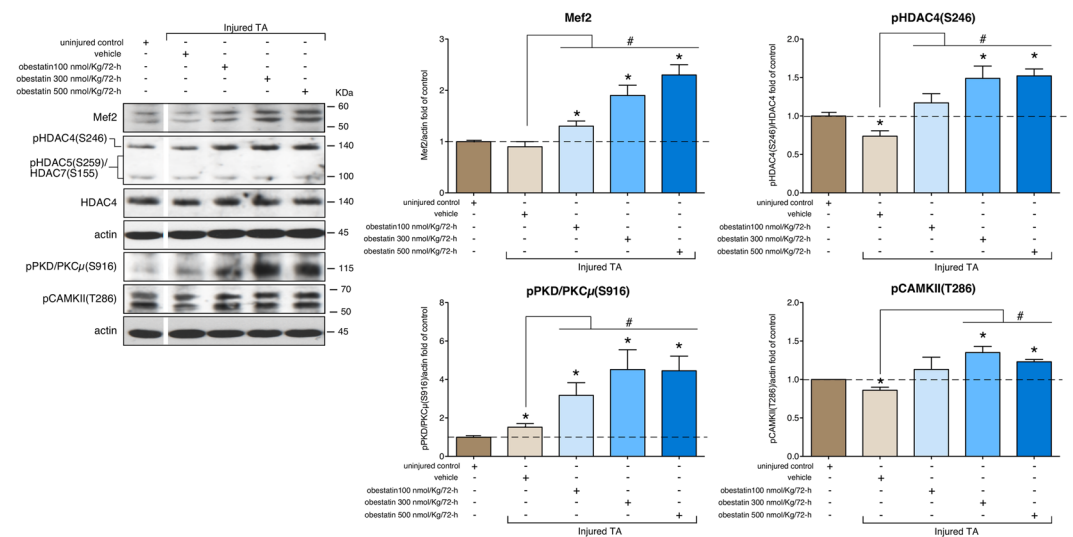 Injured TA
uninjured control + - - - -
vehicle - + - - -
obestatin100 nmol/Kg/72-h - - + - -
obestatin 300 nmol/Kg/72-h - - - + -
obestatin 500 nmol/Kg/72-h - - - - +
KDa
Mef2
60
50
pHDAC4(S246)
140
pHDAC5(S259)/
HDAC7(S155)
100
HDAC4
140
actin
45
pPKD/PKCμ(S916)
115
pCAMKII(T286)
70
50
actin
45
Mef2
Mef2/actin fold of control
3
2
1
0
#
* * *
uninjured control + - - - -
vehicle - + - - -
obestatin100 nmol/Kg/72-h - - + - -
obestatin 300 nmol/Kg/72-h - - - + -
obestatin 500 nmol/Kg/72-h - - - - +
Injured TA
pHDAC4(S246)
pHDAC4(S246)/HDAC4 fold of control
2.0
1.5
1.0
0.5
0.0
#
* * *
uninjured control + - - - -
vehicle - + - - -
obestatin100 nmol/Kg/72-h - - + - -
obestatin 300 nmol/Kg/72-h - - - + -
obestatin 500 nmol/Kg/72-h - - - - +
Injured TA
pPKD/PKCμ(S916)
pPKD/PKCμ(S916)/actin fold of control
8
6
4
2
0
#
* * * *
uninjured control + - - - -
vehicle - + - - -
obestatin100 nmol/Kg/72-h - - + - -
obestatin 300 nmol/Kg/72-h - - - + -
obestatin 500 nmol/Kg/72-h - - - - +
Injured TA
pCAMKII(T286)
pCAMKII(T286)/actin fold of control
2.0
1.5
1.0
0.5
0.0
#
* * *
uninjured control + - - - -
vehicle - + - - -
obestatin100 nmol/Kg/72-h - - + - -
obestatin 300 nmol/Kg/72-h - - - + -
obestatin 500 nmol/Kg/72-h - - - - +
Injured TA